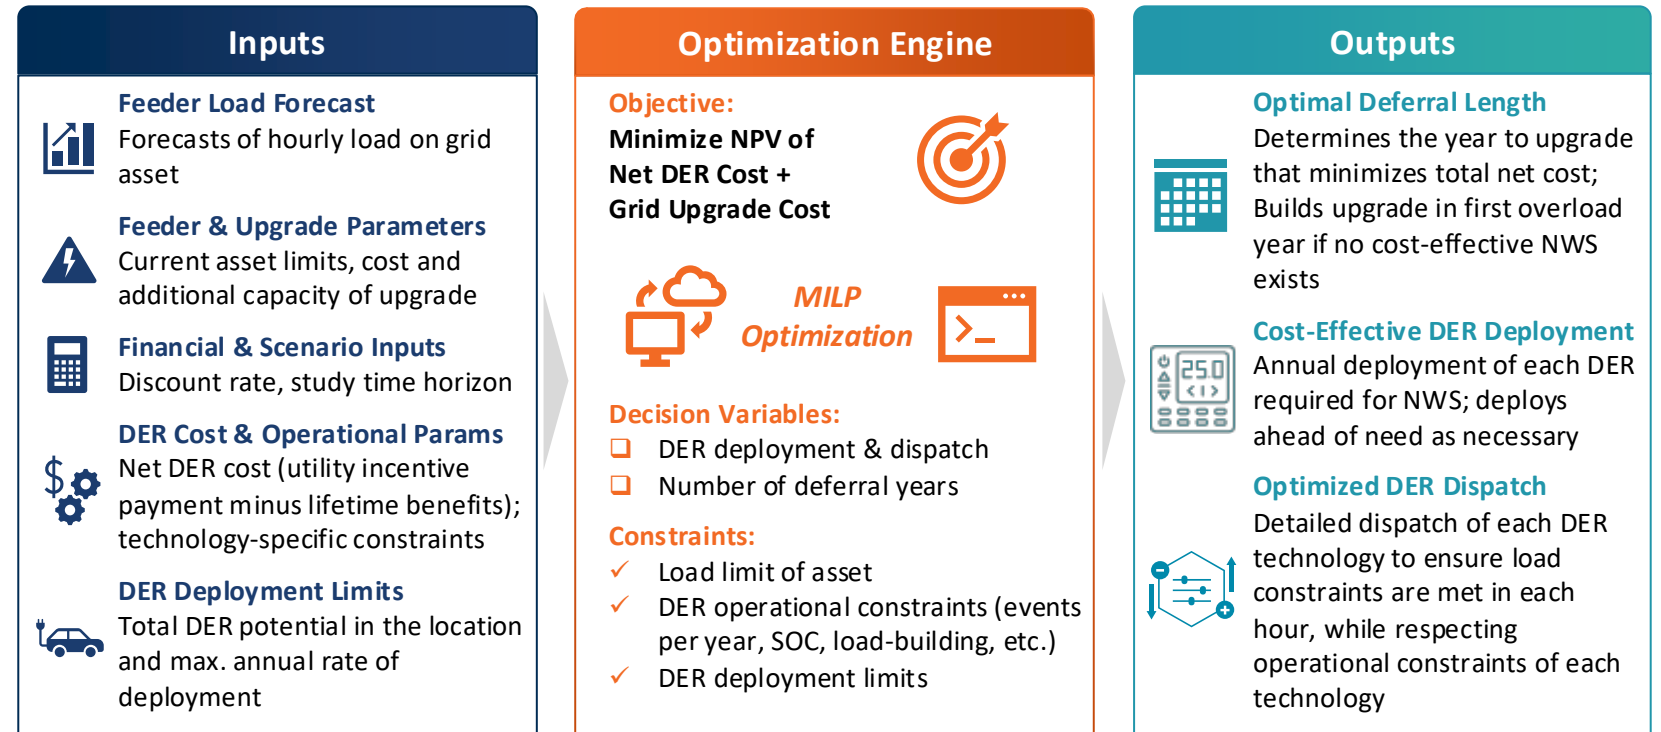 Inputs
Feeder Load Forecast
Forecasts of hourly load on grid
asset
Feeder & Upgrade Parameters
Current asset limits, cost and
additional capacity of upgrade
Financial & Scenario Inputs
Discount rate, study time horizon
DER Cost & Operational Params
Net DER cost (utility incentive
payment minus lifetime benefits);
technology-specific constraints
DER Deployment Limits
Total DER potential in the location
and max. annual rate of
deployment
Optimization Engine
Objective:
Minimize NPV of
Net DER Cost +
Grid Upgrade Cost
MILP
Optimization
Decision Variables:
DER deployment & dispatch
Number of deferral years
Constraints:
Load limit of asset
DER operational constraints (events
per year, SOC, load-building, etc.)
DER deployment limits
Outputs
Optimal Deferral Length
Determines the year to upgrade
that minimizes total net cost;
Builds upgrade in first overload
year if no cost-effective NWS
exists
Cost-Effective DER Deployment
25.0
Annual deployment of each DER
required for NWS; deploys
ahead of need as necessary
Optimized DER Dispatch
Detailed dispatch of each DER
technology to ensure load
constraints are met in each
hour, while respecting
operational constraints of each
technology